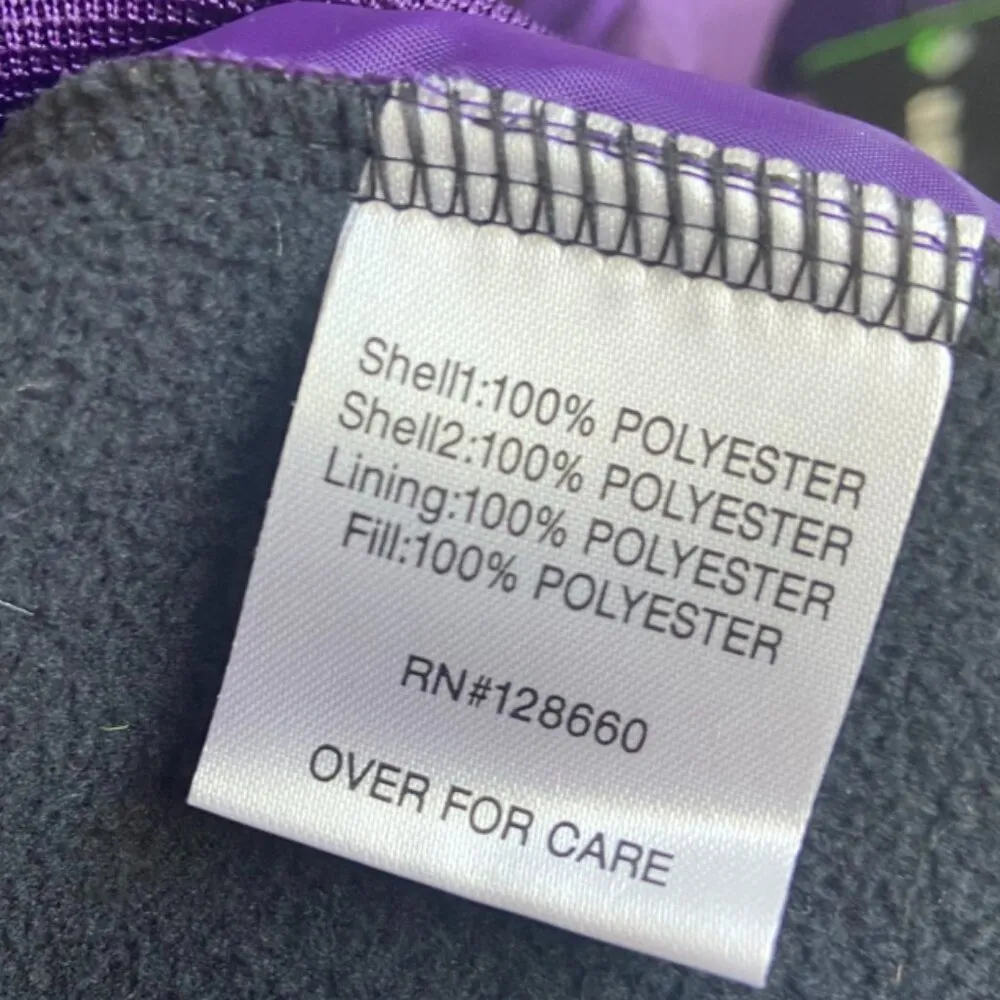 Shell1:100% POLYESTER
Shell2:100% POLYESTER
Lining:100% POLYESTER
Fill:100% POLYESTER
RN#128660
OVER FOR CARE